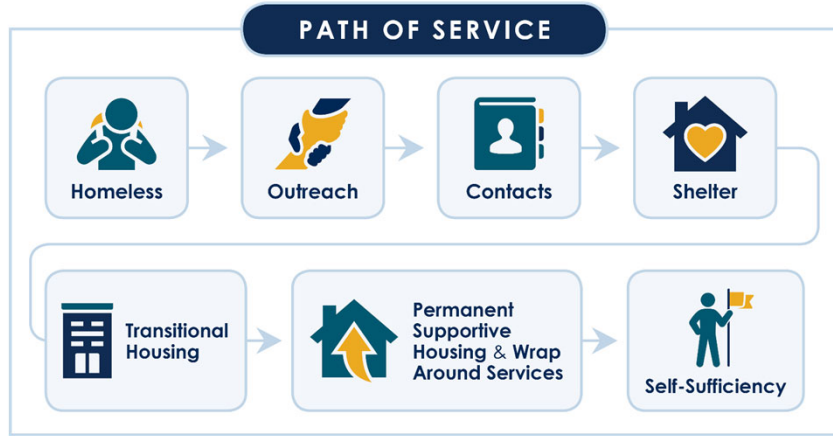 PATH OF SERVICE
Homeless
Outreach
Contacts
Shelter
Transitional
Housing
Permanent
Supportive
Housing & Wrap
Around Services
Self-Sufficiency